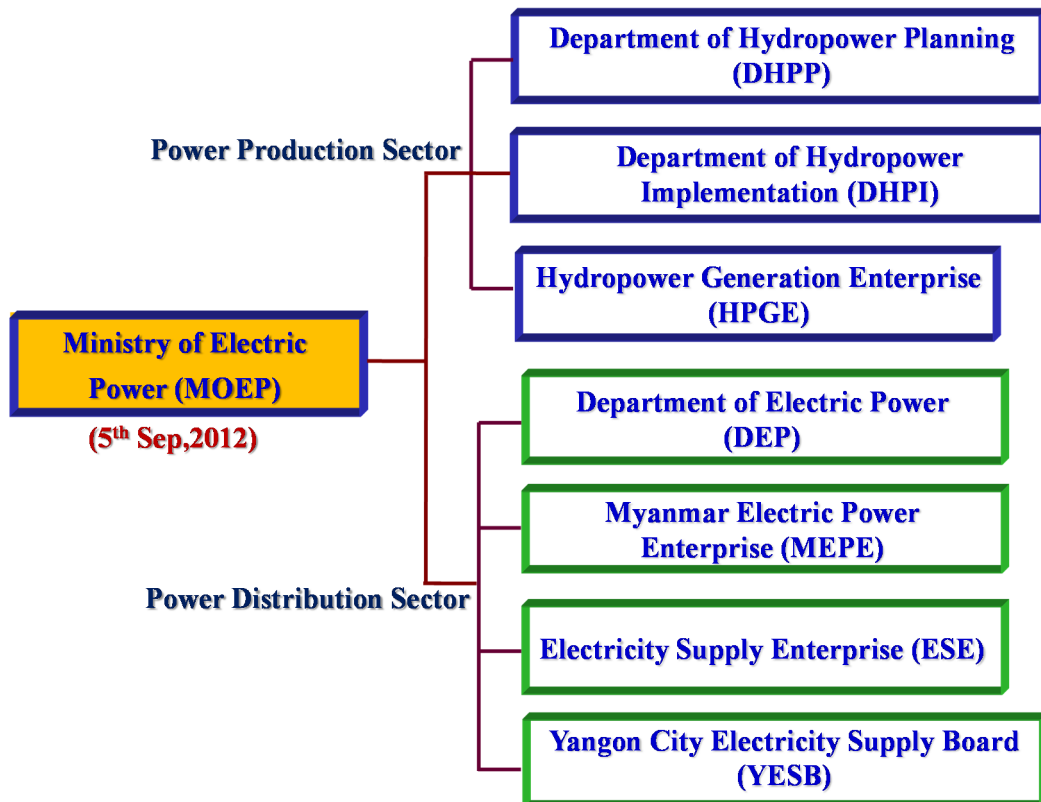 Department of Hydropower Planning
(DHPP)
Power Production Sector
Department of Hydropower
Implementation (DHPI)
Hydropower Generation Enterprise
(HPGE)
Ministry of Electric
Power (MOEP)
(5th Sep,2012)
Department of Electric Power
(DEP)
Myanmar Electric Power
Enterprise (MEPE)
Power Distribution Sector
Electricity Supply Enterprise (ESE)
Yangon City Electricity Supply Board
(YESB)